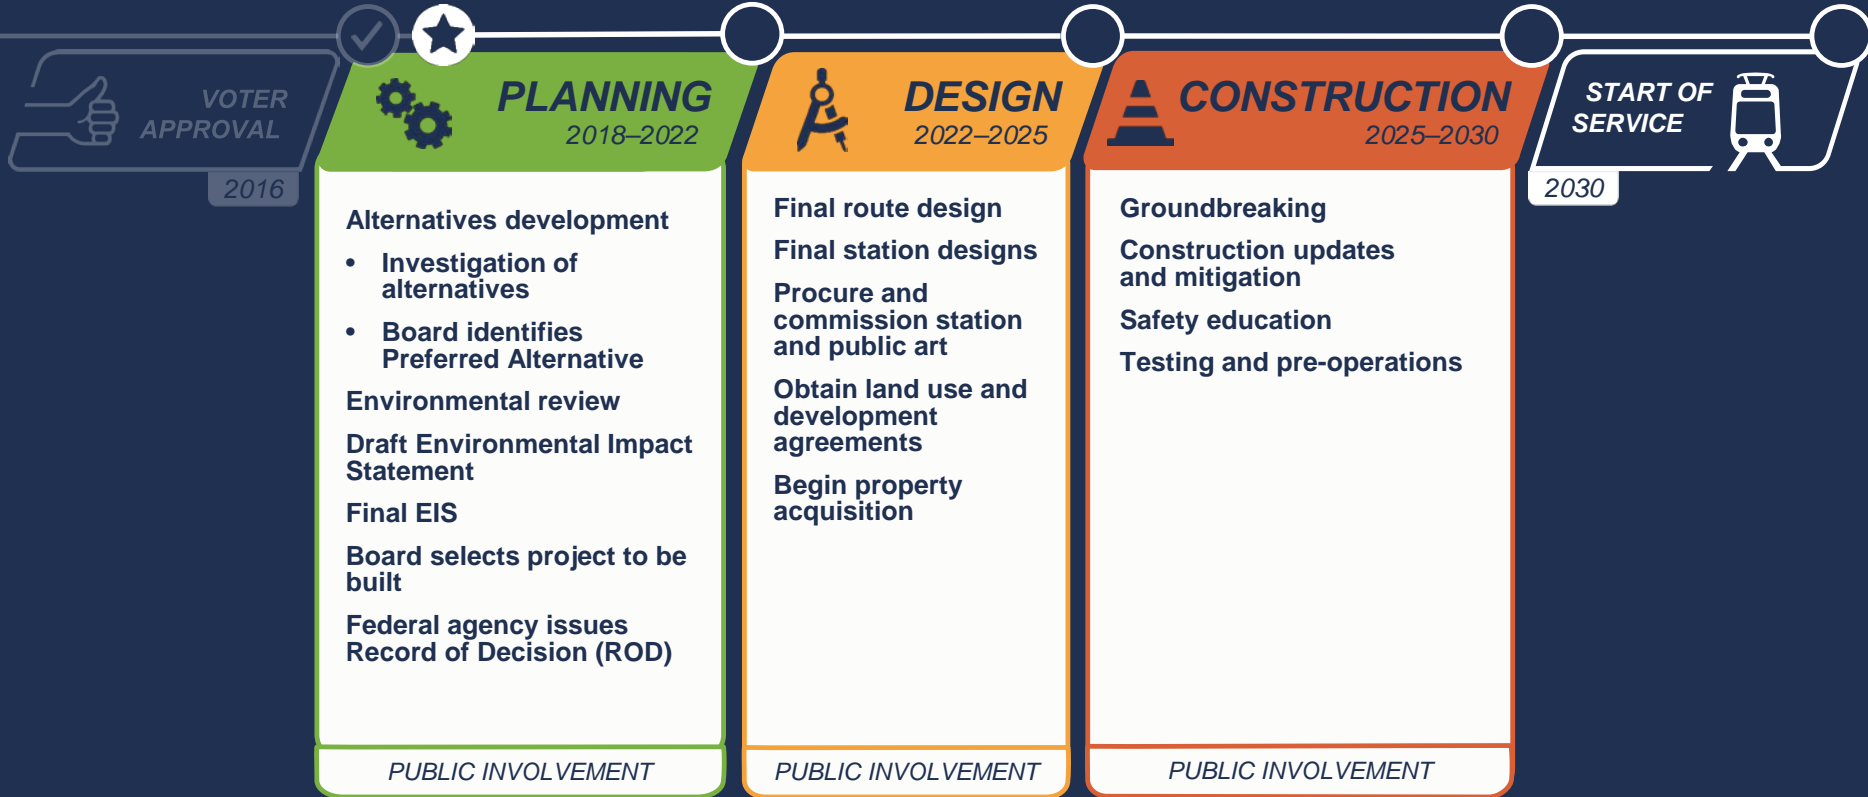 VOTER
APPROVAL
2016
PLANNING
2018–2022
Alternatives development
• Investigation of
alternatives
• Board identifies
Preferred Alternative
Environmental review
Draft Environmental Impact
Statement
Final EIS
Board selects project to be
built
Federal agency issues
Record of Decision (ROD)
PUBLIC INVOLVEMENT
DESIGN
2022–2025
Final route design
Final station designs
Procure and
commission station
and public art
Obtain land use and
development
agreements
Begin property
acquisition
PUBLIC INVOLVEMENT
CONSTRUCTION
2025–2030
Groundbreaking
Construction updates
and mitigation
Safety education
Testing and pre-operations
PUBLIC INVOLVEMENT
START OF
SERVICE
2030